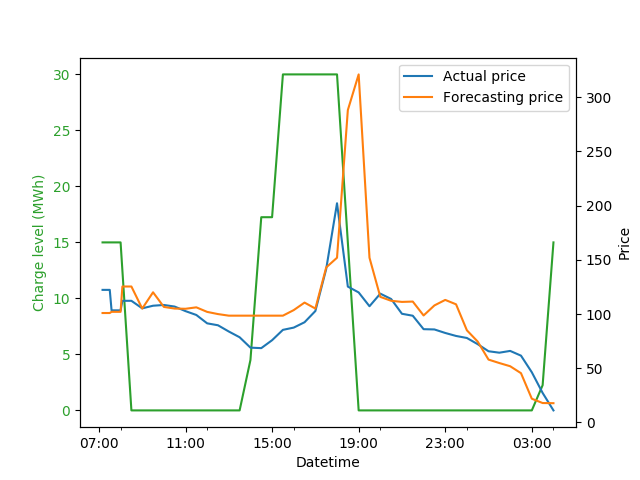 Actual price
Forecasting price
30
25
20
15
10
5
0
Charge level (MWh)
300
250
200
150
100
50
0
Price
07:00 11:00 15:00 19:00 23:00 03:00
Datetime